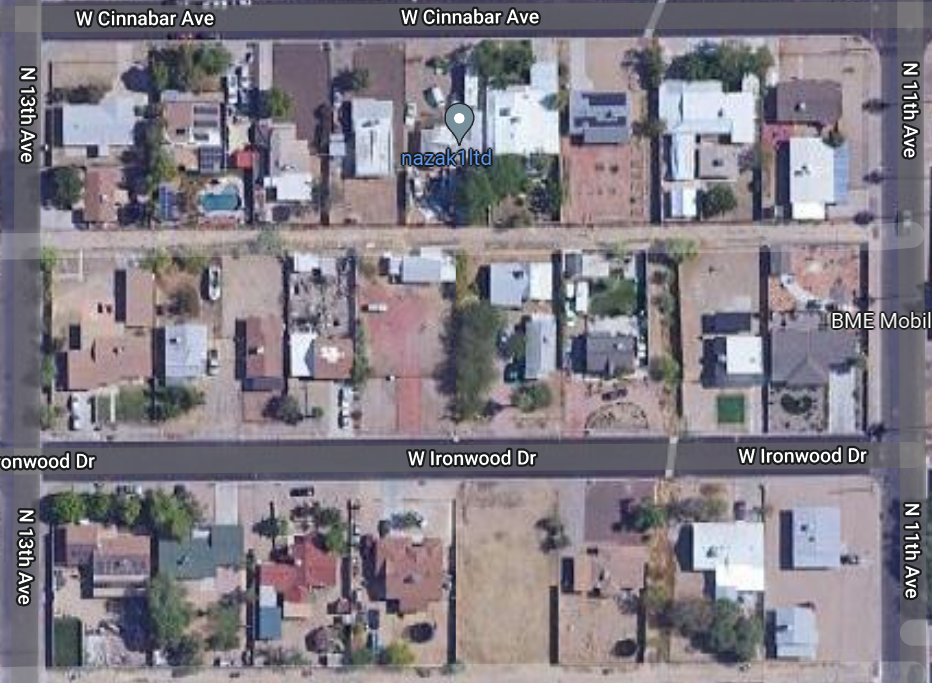 W Cinnabar Ave
W Cinnabar Ave
N 13th Ave
N 11th Ave
nazak1ltd
BME Mobil
ronwood Dr
W Ironwood Dr
W Ironwood Dr
N 13th Ave
N 11th Ave